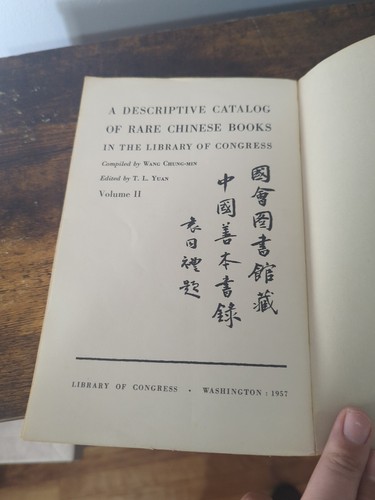 A DESCRIPTIVE CATALOG
OF RARE CHINESE BOOKS
IN THE LIBRARY OF CONGRESS
Compiled by WANG CHUNG-MIN
Edited by T. L. YUAN
Volume II
國會圖書館藏
中國善本書錄
袁同禮題
LIBRARY OF CONGRESS · WASHINGTON : 1957